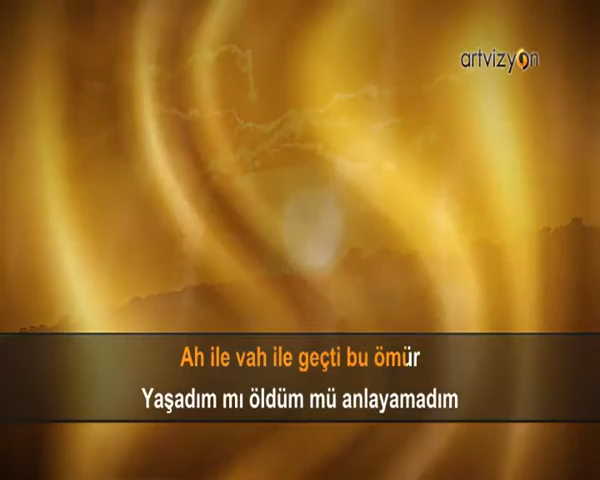 artvizyon
Ah ile vah ile geçti bu ömür
Yaşadım mı öldüm mü anlayamadım